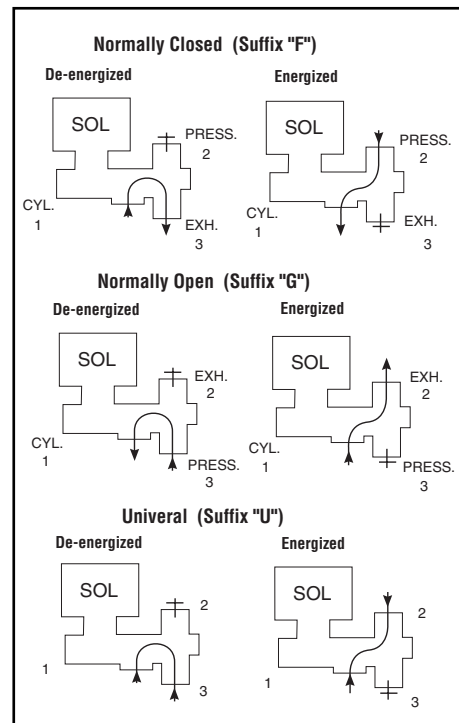 Normally Closed (Suffix "F")
De-energized
Energized
SOL
PRESS.
2
CYL.
1
EXH.
3
SOL
PRESS.
2
CYL.
1
EXH.
3
Normally Open (Suffix "G")
De-energized
Energized
SOL
EXH.
2
CYL.
1
PRESS.
3
SOL
EXH.
2
CYL.
1
PRESS.
3
Univeral (Suffix "U")
De-energized
Energized
SOL
2
1
3
SOL
2
1
3